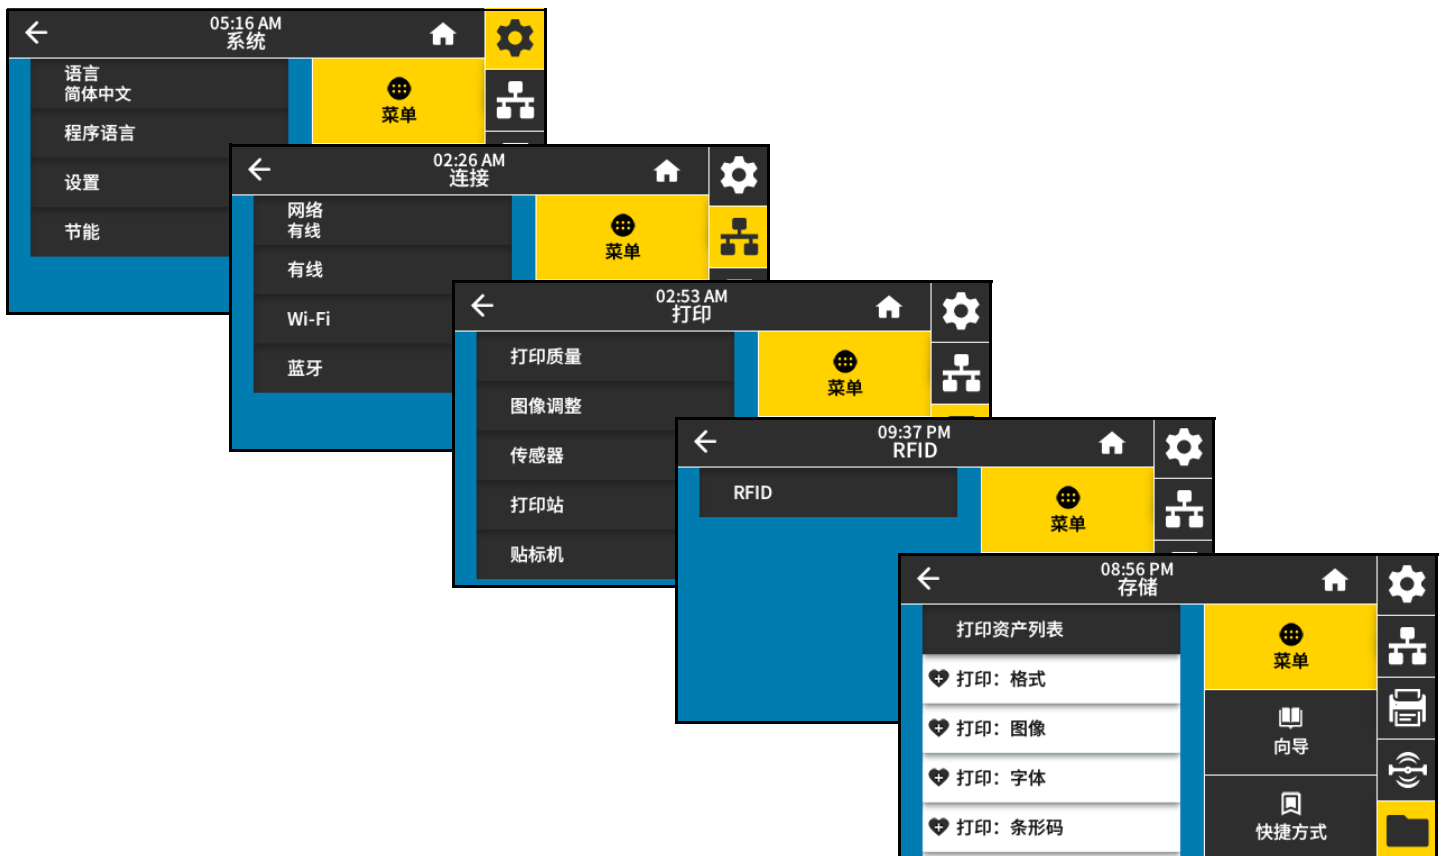 05:16 AM
系统
语言
简体中文
程序语言
设置
节能
菜单
02:26 AM
连接
网络
有线
有线
Wi-Fi
蓝牙
菜单
02:53 AM
打印
打印质量
图像调整
传感器
打印站
贴标机
菜单
09:37 PM
RFID
RFID
菜单
08:56 PM
存储
打印资产列表
打印：格式
打印：图像
打印：字体
打印：条形码
菜单
向导
快捷方式